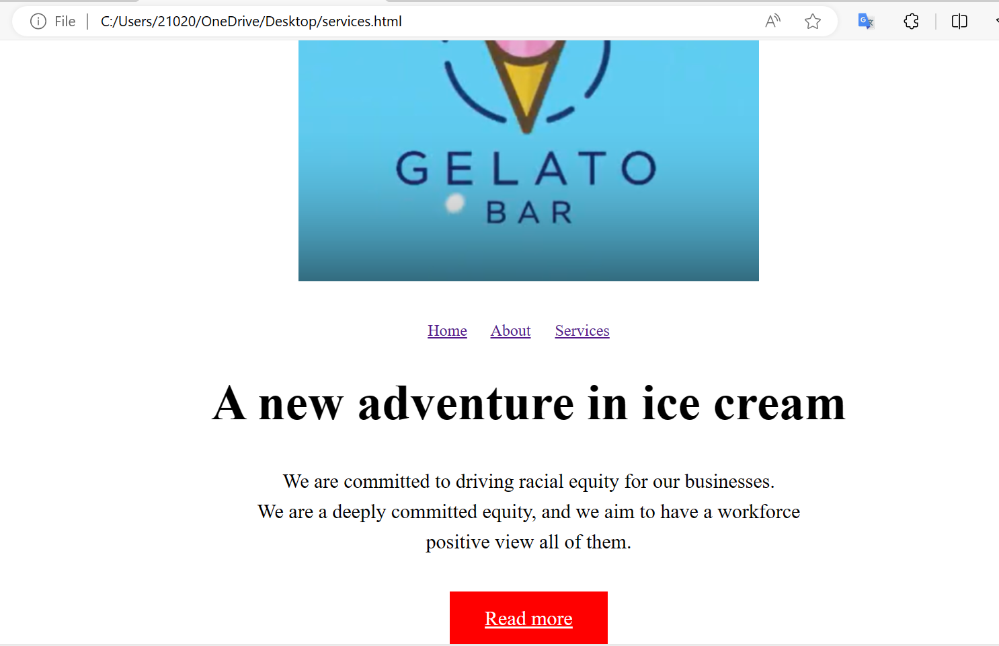 File C:/Users/21020/OneDrive/Desktop/services.html
GELATO
BAR
Home About Services
A new adventure in ice cream
We are committed to driving racial equity for our businesses.
We are a deeply committed equity, and we aim to have a workforce
positive view all of them.
Read more